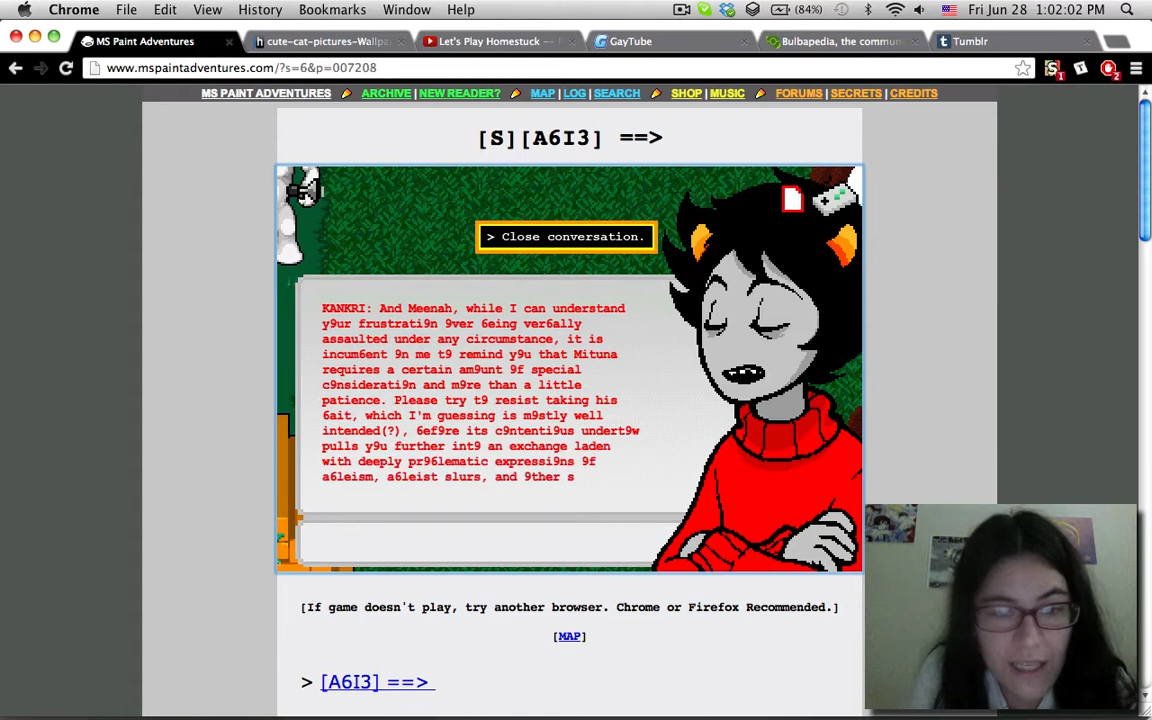 Chrome File Edit View History Bookmarks Window Help (84%) Fri Jun 28 1:02:02 PM
MS Paint Adventures cute-cat-pictures-Wallpap Let's Play Homestuck -- GayTube Bulbapedia, the commun Tumblr
www.mspaintadventures.com/?s=6&p=007208
MS PAINT ADVENTURES ARCHIVE | NEW READER? MAP | LOG | SEARCH SHOP | MUSIC FORUMS | SECRETS | CREDITS
[S][A6I3] ==>
> Close conversation.
KANKRI: And Meenah, while I can understand
y9ur frustrati9n 9ver 6eing ver6ally
assaulted under any circumstance, it is
incum6ent 9n me t9 remind y9u that Mituna
requires a certain am9unt 9f special
c9nsiderati9n and m9re than a little
patience. Please try t9 resist taking his
6ait, which I'm guessing is m9stly well
intended(?), 6ef9re its c9ntenti9us undert9w
pulls y9u further int9 an exchange laden
with deeply pr96lematic expressi9ns 9f
a6leism, a6leist slurs, and 9ther s
[If game doesn't play, try another browser. Chrome or Firefox Recommended.]
[MAP]
> [A6I3] ==>